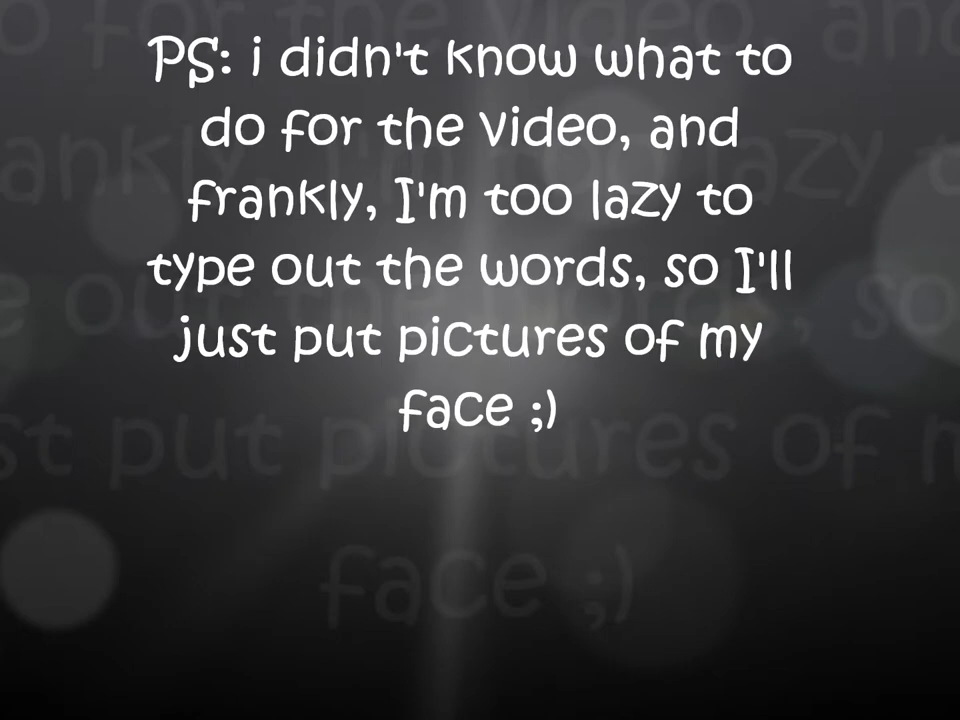 PS: i didn't know what to
do for the video, and
frankly, I'm too lazy to
type out the words, so I'll
just put pictures of my
face ;)